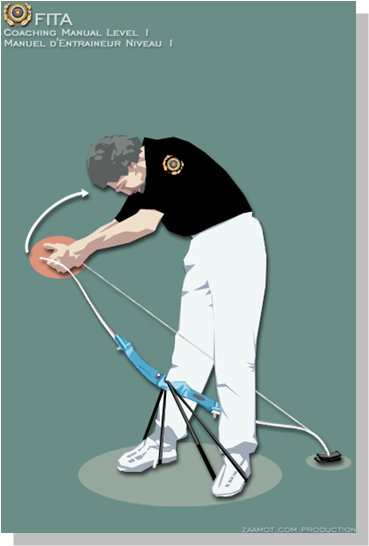 FITA
Coaching Manual Level 1
Manuel d'Entraineur Niveau 1
ZAAMOT.COM PRODUCTION